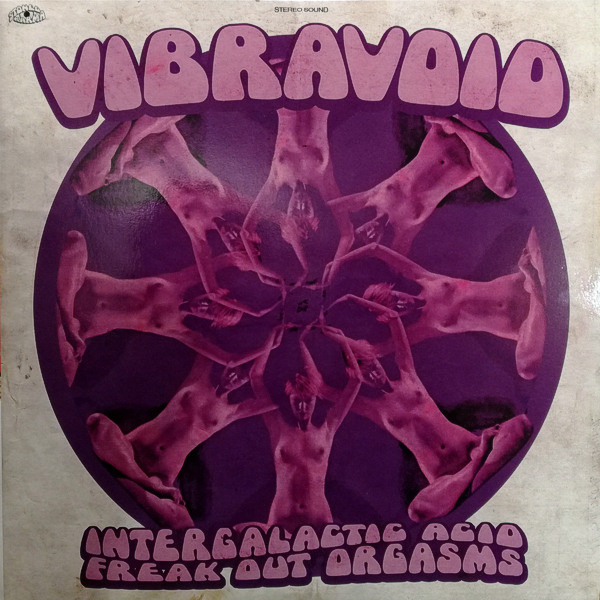 STEREO SOUND
VIBRAVOID
INTERGALACTIC ACID
FREAK OUT ORGASMS